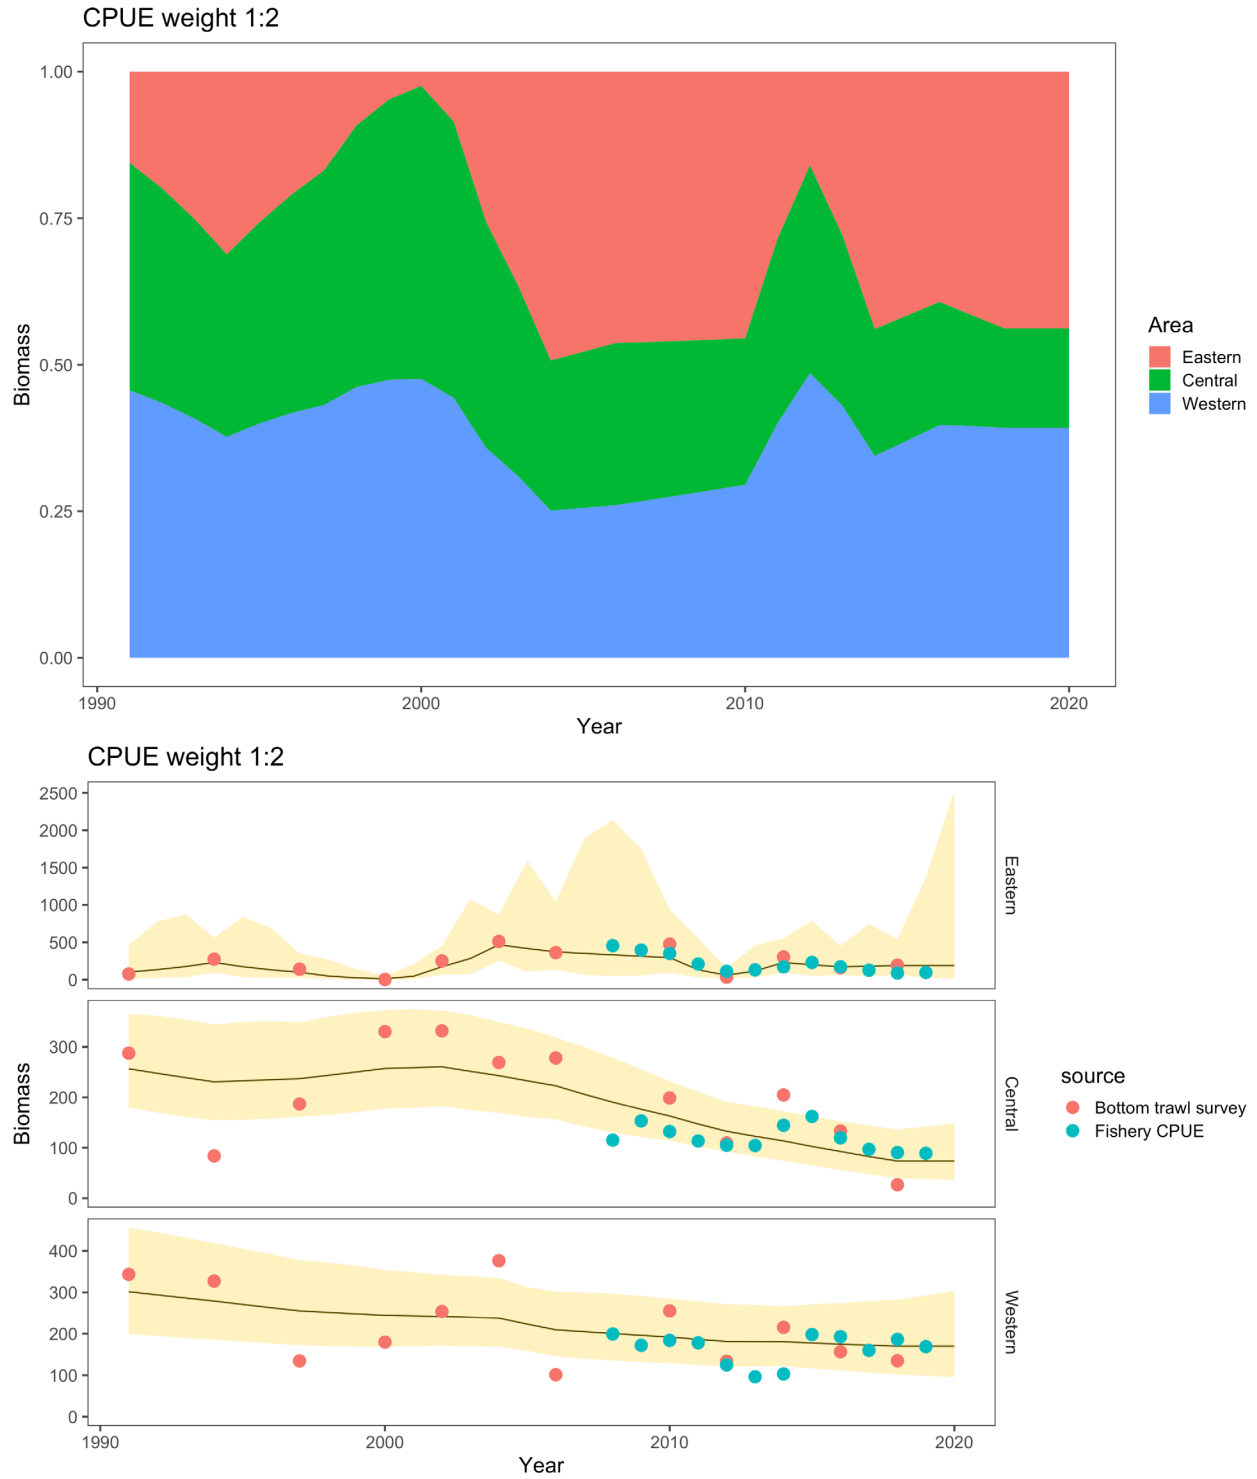 CPUE weight 1:2
1.00
0.75
0.50
0.25
0.00
Biomass
1990 2000 2010 2020
Year
Area
Eastern
Central
Western
CPUE weight 1:2
2500
2000
1500
1000
500
0
Eastern
300
200
100
0
Central
Biomass
400
300
200
100
0
Western
1990 2000 2010 2020
Year
source
Bottom trawl survey
Fishery CPUE